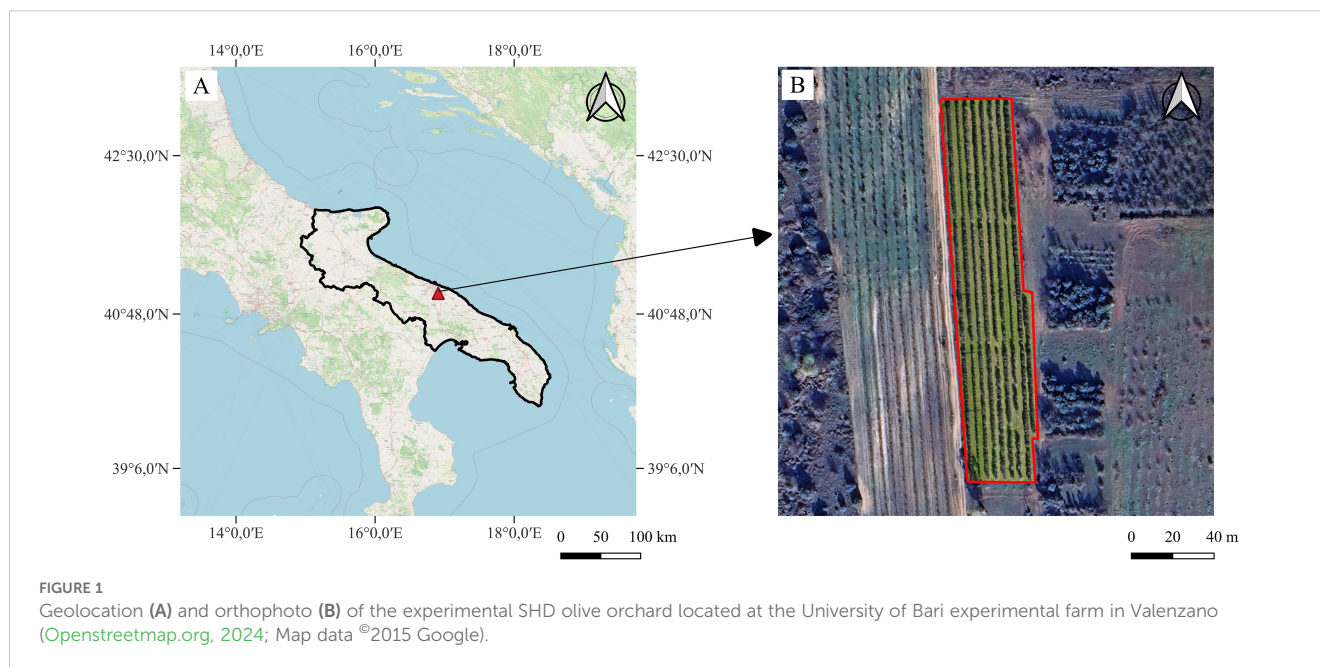 14°0,0′E 16°0,0′E 18°0,0′E
A
B
42°30,0′N 42°30,0′N
40°48,0′N 40°48,0′N
39°6,0′N 39°6,0′N
14°0,0′E 16°0,0′E 18°0,0′E
0 50 100 km
0 20 40 m
FIGURE 1
Geolocation (A) and orthophoto (B) of the experimental SHD olive orchard located at the University of Bari experimental farm in Valenzano
(Openstreetmap.org, 2024; Map data ©2015 Google).